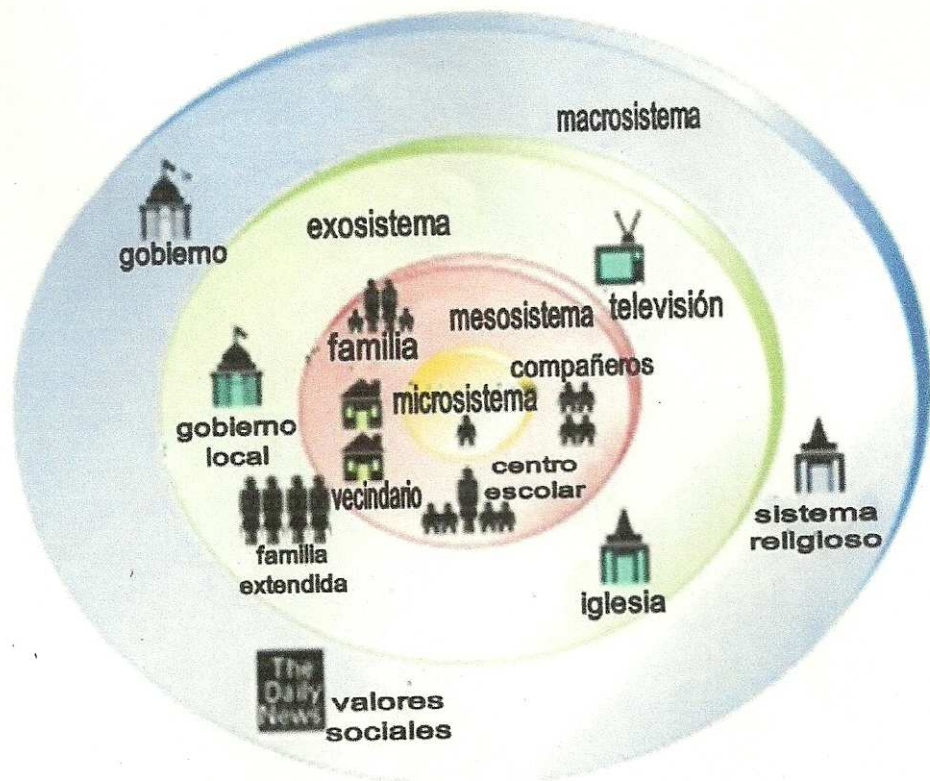 macrosistema
gobierno
exosistema
televisión
mesosistema
familia
compañeros
microsistema
gobierno
local
centro
escolar
vecindario
familia
extendida
sistema
religioso
iglesia
The
Daily
News
valores
sociales